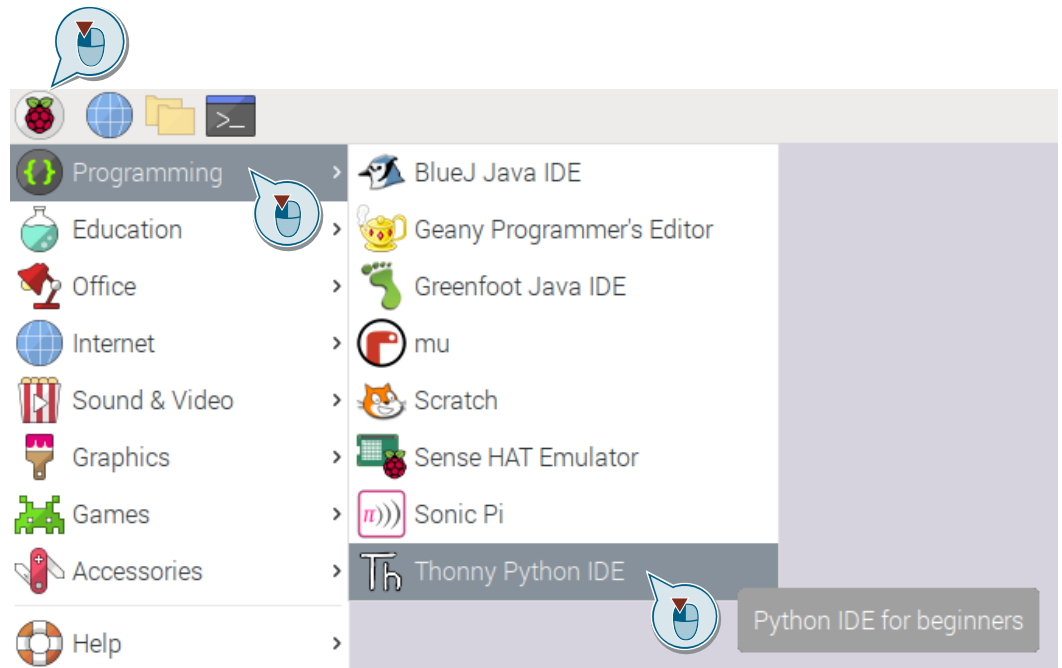 >_
Programming
Education
Office
Internet
Sound & Video
Graphics
Games
Accessories
Help
BlueJ Java IDE
Geany Programmer's Editor
Greenfoot Java IDE
mu
Scratch
Sense HAT Emulator
π)))
Sonic Pi
Th
Thonny Python IDE
Python IDE for beginners